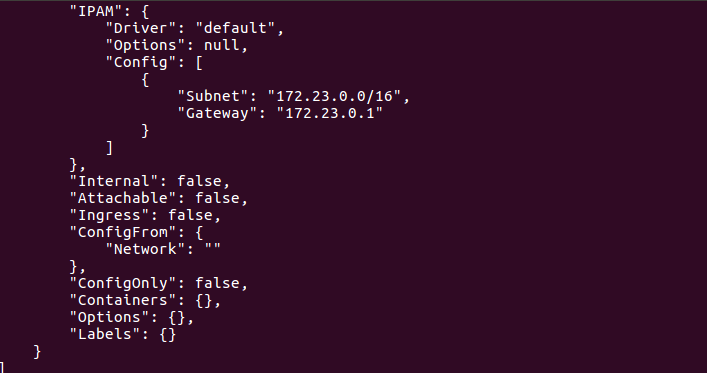 "IPAM": {
"Driver": "default",
"Options": null,
"Config": [
{
"Subnet": "172.23.0.0/16",
"Gateway": "172.23.0.1"
}
]
},
"Internal": false,
"Attachable": false,
"Ingress": false,
"ConfigFrom": {
"Network": ""
},
"ConfigOnly": false,
"Containers": {},
"Options": {},
"Labels": {}
}
]